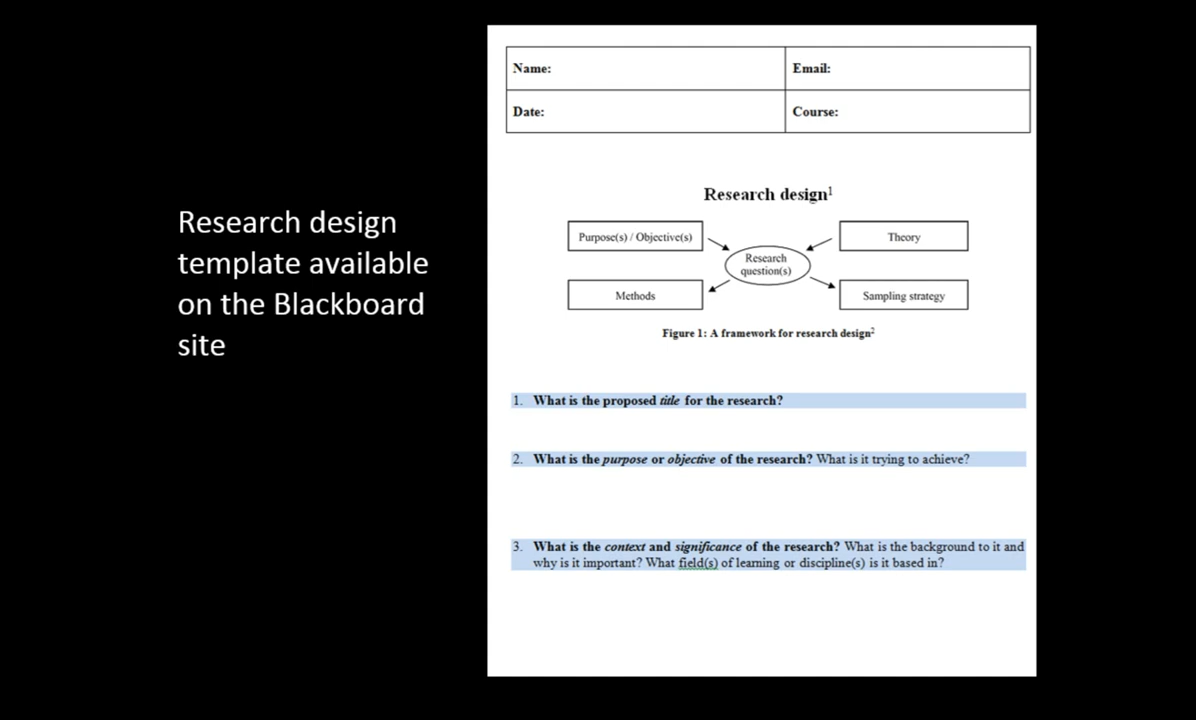 Research design
template available
on the Blackboard
site
Name:
Email:
Date:
Course:
Research design1
Purpose(s) / Objective(s)
Theory
Research
question(s)
Methods
Sampling strategy
Figure 1: A framework for research design2
1. What is the proposed title for the research?
2. What is the purpose or objective of the research? What is it trying to achieve?
3. What is the context and significance of the research? What is the background to it and
why is it important? What field(s) of learning or discipline(s) is it based in?